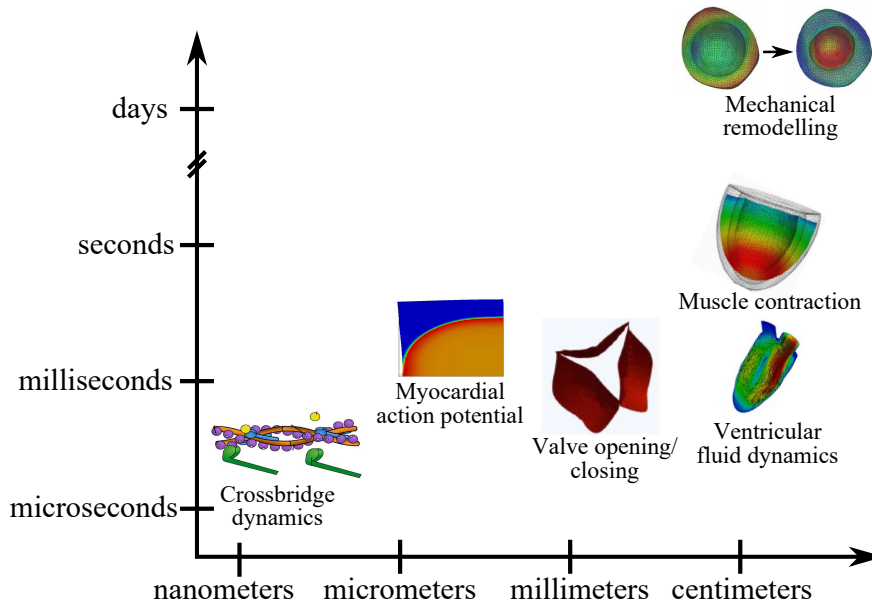 days
Mechanical
remodelling
seconds
Muscle contraction
milliseconds
Myocardial
action potential
Valve opening/
closing
Ventricular
fluid dynamics
Crossbridge
dynamics
microseconds
nanometers
micrometers
millimeters
centimeters